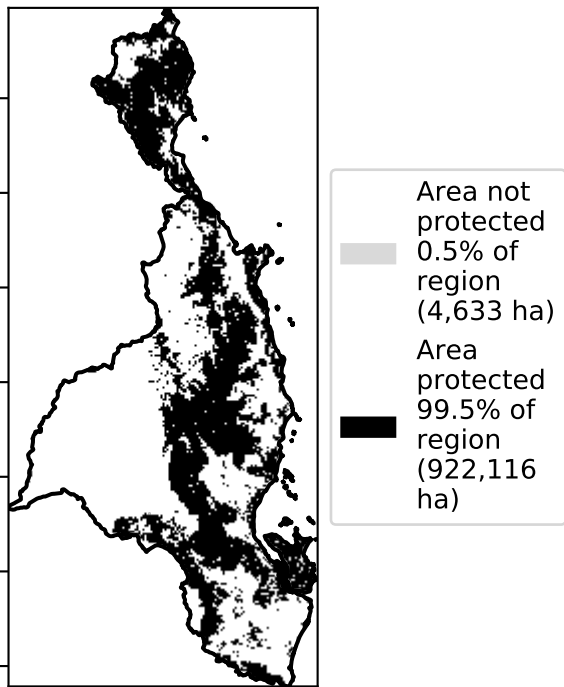 Area not
protected
0.5% of
region
(4,633 ha)
Area
protected
99.5% of
region
(922,116
ha)